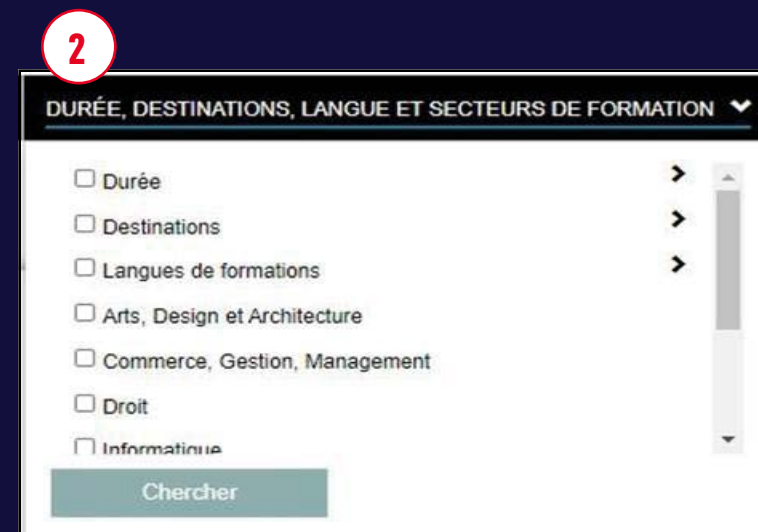 2
DURÉE, DESTINATIONS, LANGUE ET SECTEURS DE FORMATION
Durée
Destinations
Langues de formations
Arts, Design et Architecture
Commerce, Gestion, Management
Droit
Informatique
Chercher